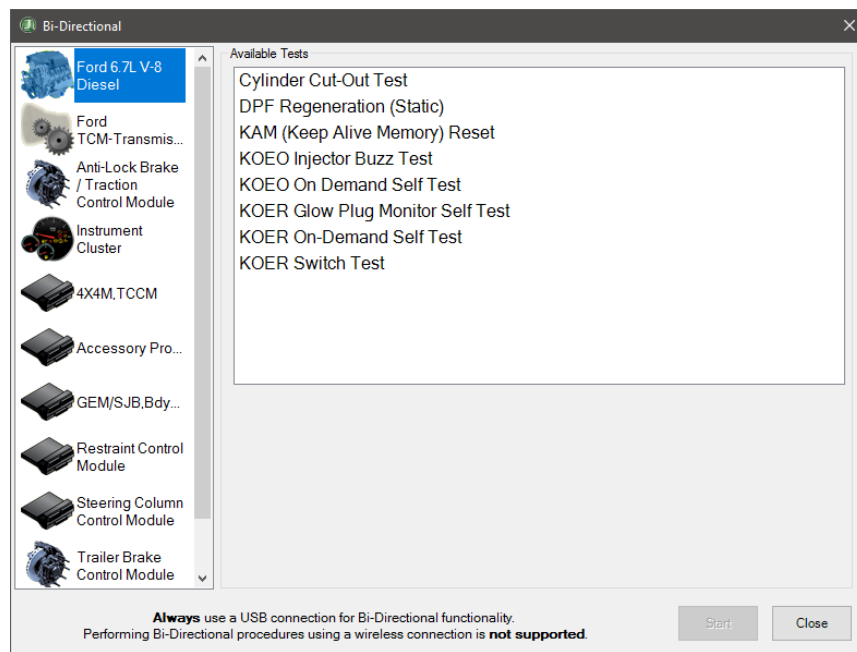 Bi-Directional
Ford 6.7L V-8
Diesel
Ford
TCM-Transmis...
Anti-Lock Brake
/ Traction
Control Module
Instrument
Cluster
4X4M,TCCM
Accessory Pro...
GEM/SJB,Bdy...
Restraint Control
Module
Steering Column
Control Module
Trailer Brake
Control Module
Available Tests
Cylinder Cut-Out Test
DPF Regeneration (Static)
KAM (Keep Alive Memory) Reset
KOEO Injector Buzz Test
KOEO On Demand Self Test
KOER Glow Plug Monitor Self Test
KOER On-Demand Self Test
KOER Switch Test
Always use a USB connection for Bi-Directional functionality.
Performing Bi-Directional procedures using a wireless connection is not supported.
Start
Close